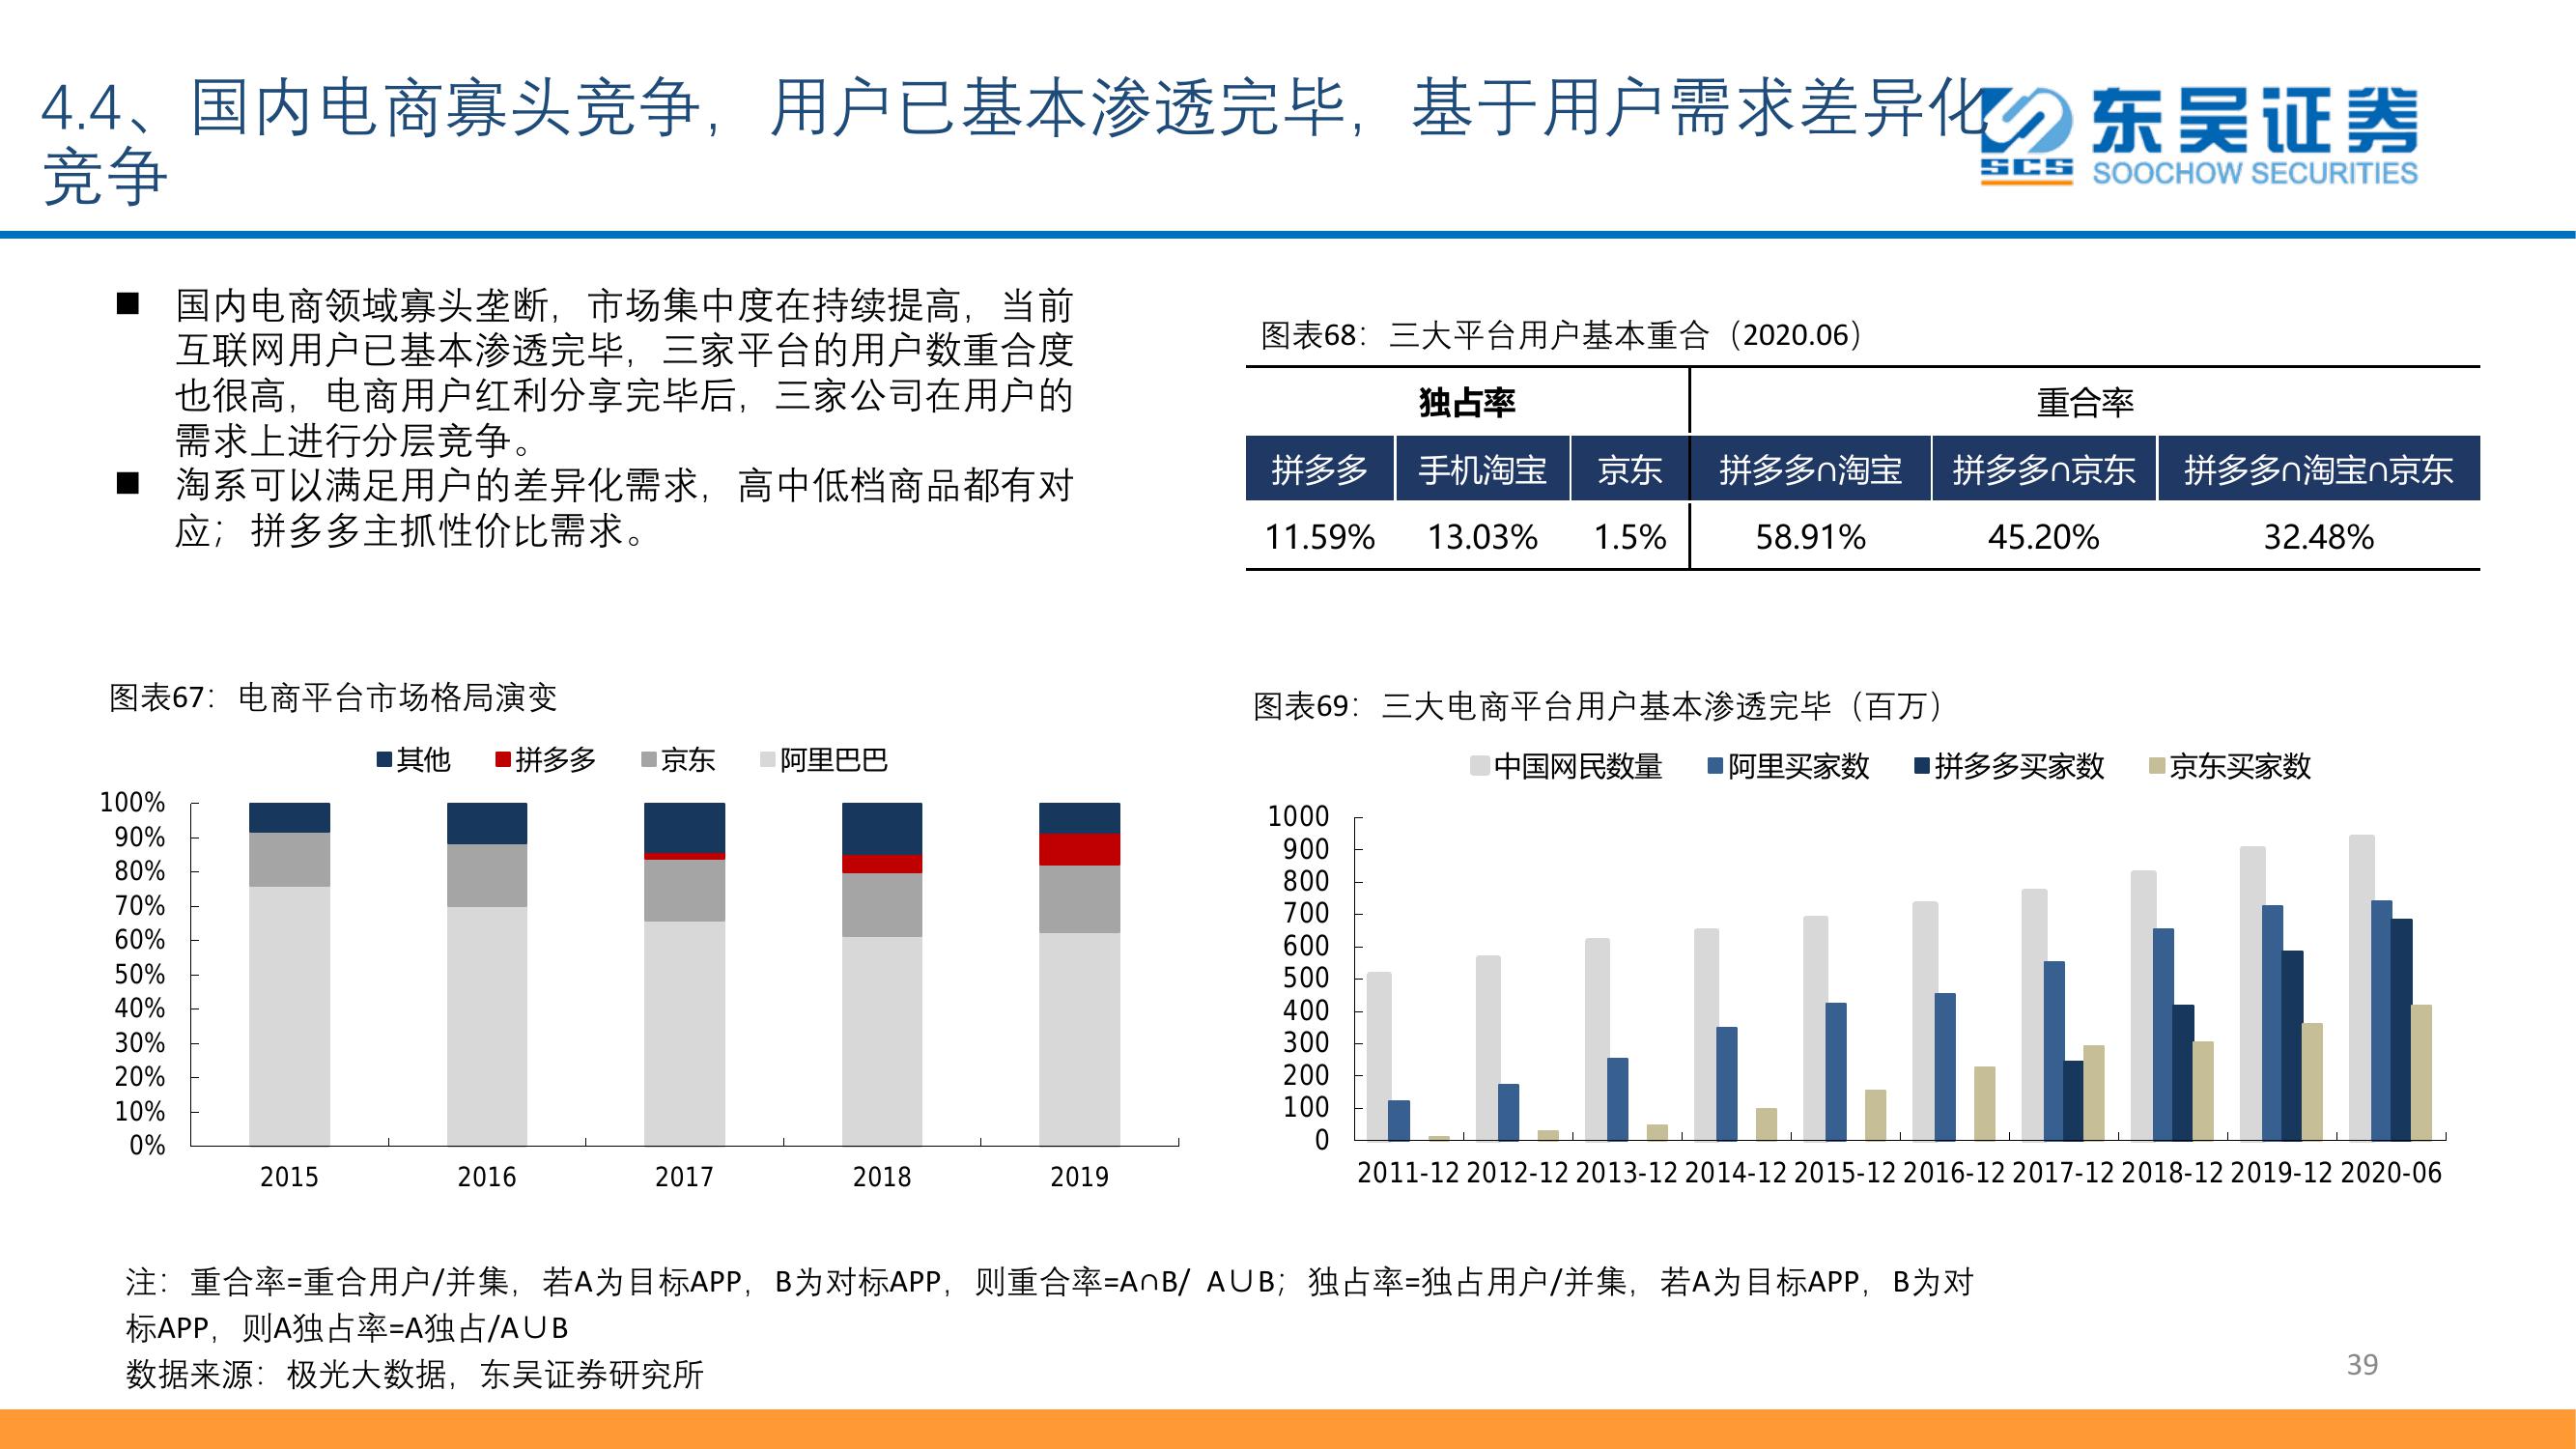 4.4、国内电商寡头竞争，用户已基本渗透完毕，基于用户需求差异化
竞争
SCS
东吴证券
SOOCHOW SECURITIES
■ 国内电商领域寡头垄断，市场集中度在持续提高，当前
互联网用户已基本渗透完毕，三家平台的用户数重合度
也很高，电商用户红利分享完毕后，三家公司在用户的
需求上进行分层竞争。
■ 淘系可以满足用户的差异化需求，高中低档商品都有对
应；拼多多主抓性价比需求。
图表68：三大平台用户基本重合（2020.06）
独占率 重合率
拼多多 手机淘宝 京东 拼多多∩淘宝 拼多多∩京东 拼多多∩淘宝∩京东
11.59% 13.03% 1.5% 58.91% 45.20% 32.48%
图表67：电商平台市场格局演变
其他 拼多多 京东 阿里巴巴
100%
90%
80%
70%
60%
50%
40%
30%
20%
10%
0%
2015 2016 2017 2018 2019
图表69：三大电商平台用户基本渗透完毕（百万）
中国网民数量 阿里买家数 拼多多买家数 京东买家数
1000
900
800
700
600
500
400
300
200
100
0
2011-12 2012-12 2013-12 2014-12 2015-12 2016-12 2017-12 2018-12 2019-12 2020-06
注：重合率=重合用户/并集，若A为目标APP，B为对标APP，则重合率=A∩B/ A∪B；独占率=独占用户/并集，若A为目标APP，B为对
标APP，则A独占率=A独占/A∪B
数据来源：极光大数据，东吴证券研究所
39